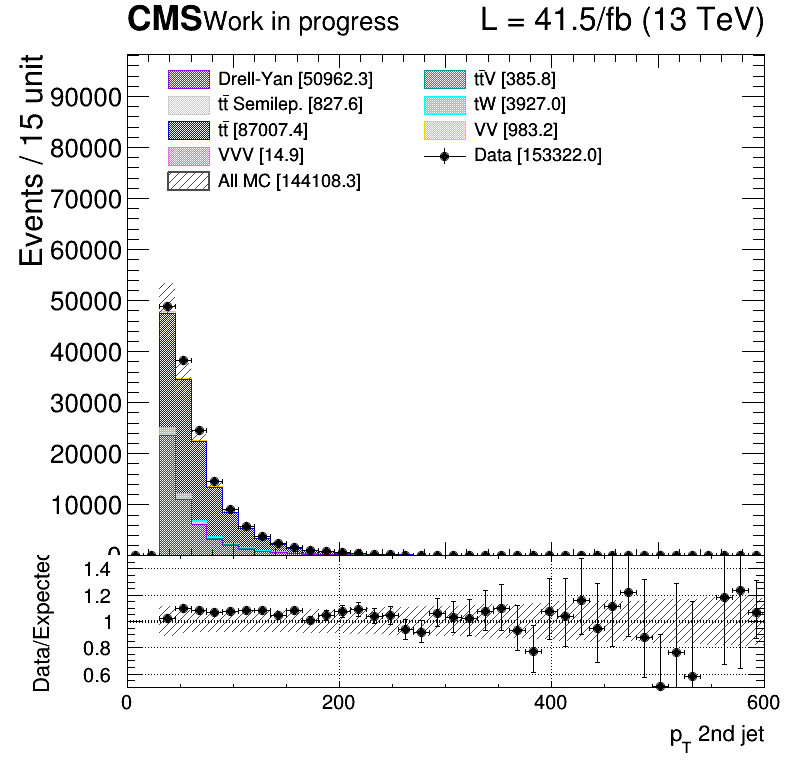 CMS Work in progress L = 41.5/fb (13 TeV)
Events / 15 unit
Drell-Yan [50962.3]
tt̄ Semilep. [827.6]
tt̄ [87007.4]
VVV [14.9]
All MC [144108.3]
tt̄V [385.8]
tW [3927.0]
VV [983.2]
Data [153322.0]
90000
80000
70000
60000
50000
40000
30000
20000
10000
0
Data/Expected
1.4
1.2
1
0.8
0.6
0 200 400 600
p_T 2nd jet